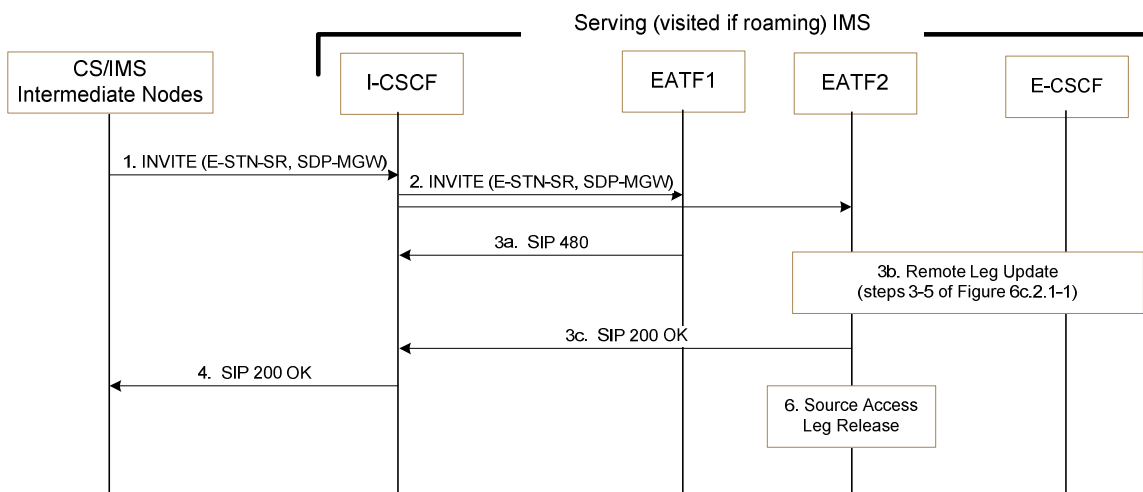 Serving (visited if roaming) IMS
CS/IMS
Intermediate Nodes
I-CSCF
EATF1
EATF2
E-CSCF
1. INVITE (E-STN-SR, SDP-MGW)
2. INVITE (E-STN-SR, SDP-MGW)
3a. SIP 480
3b. Remote Leg Update
(steps 3-5 of Figure 6c.2.1-1)
3c. SIP 200 OK
4. SIP 200 OK
6. Source Access
Leg Release